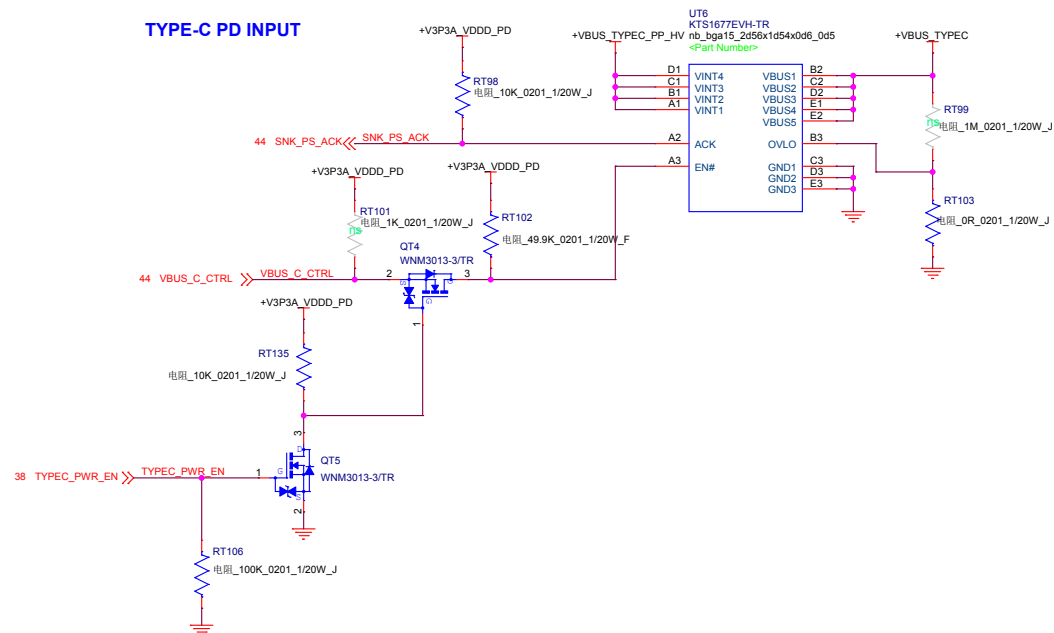 TYPE-C PD INPUT
UT6
KTS1677EVH-TR
nb_bga15_2d56x1d54x0d6_0d5
<Part Number>
+V3P3A_VDDD_PD
+VBUS_TYPEC_PP_HV
+VBUS_TYPEC
RT98
电阻_10K_0201_1/20W_J
D1 VINT4 VBUS1 B2
C1 VINT3 VBUS2 C2
B1 VINT2 VBUS3 D2
A1 VINT1 VBUS4 E1
VBUS5 E2
RT99
ns
电阻_1M_0201_1/20W_J
44 SNK_PS_ACK SNK_PS_ACK
A2 ACK OVLO B3
A3 EN# GND1 C3
GND2 D3
GND3 E3
+V3P3A_VDDD_PD
+V3P3A_VDDD_PD
RT101
ns
电阻_1K_0201_1/20W_J
RT102
电阻_49.9K_0201_1/20W_F
RT103
电阻_0R_0201_1/20W_J
QT4
WNM3013-3/TR
44 VBUS_C_CTRL VBUS_C_CTRL
2 S D 3
G
1
+V3P3A_VDDD_PD
RT135
电阻_10K_0201_1/20W_J
3
D
QT5
WNM3013-3/TR
38 TYPEC_PWR_EN TYPEC_PWR_EN
1 G
S
2
RT106
电阻_100K_0201_1/20W_J